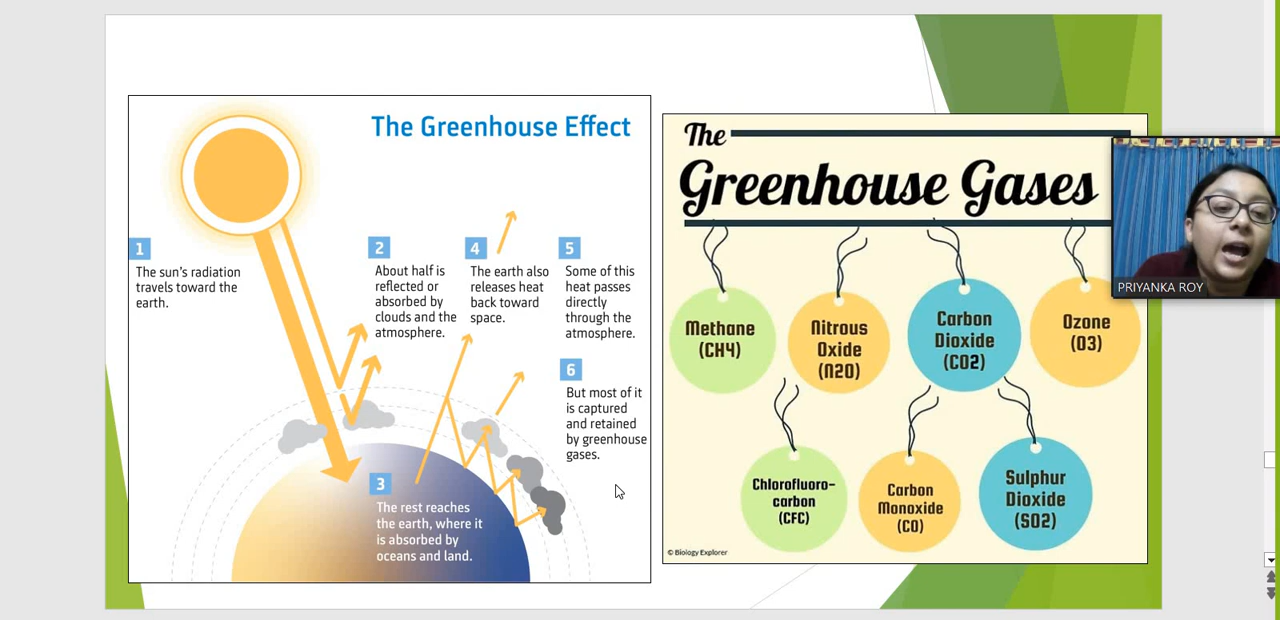 The Greenhouse Effect
1
The sun's radiation
travels toward the
earth.
2
About half is
reflected or
absorbed by
clouds and the
atmosphere.
3
The rest reaches
the earth, where it
is absorbed by
oceans and land.
4
The earth also
releases heat
back toward
space.
5
Some of this
heat passes
directly
through the
atmosphere.
6
But most of it
is captured
and retained
by greenhouse
gases.
The
Greenhouse Gases
Methane
(CH4)
Nitrous
Oxide
(N2O)
Carbon
Dioxide
(CO2)
Ozone
(O3)
Chlorofluoro-
carbon
(CFC)
Carbon
Monoxide
(CO)
Sulphur
Dioxide
(SO2)
© Biology Explorer
PRIYANKA ROY